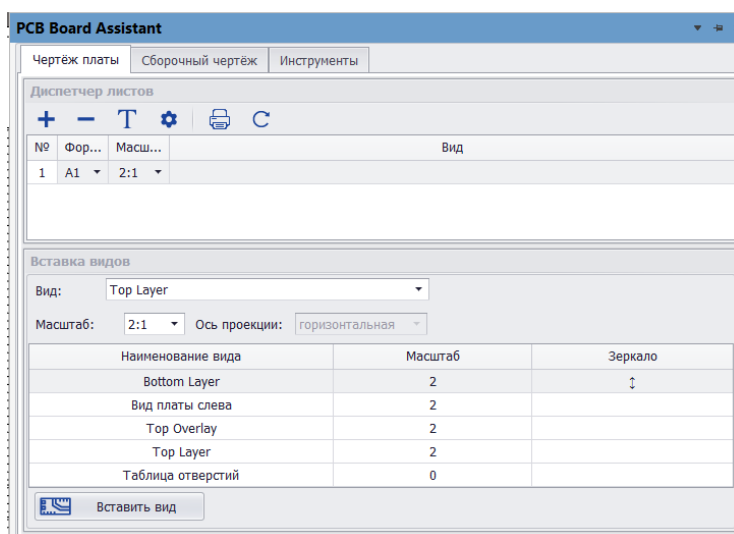 PCB Board Assistant
Чертёж платы Сборочный чертёж Инструменты
Диспетчер листов
№ Фор... Масш... Вид
1 A1 2:1
Вставка видов
Вид: Top Layer
Масштаб: 2:1 Ось проекции: горизонтальная
Наименование вида Масштаб Зеркало
Bottom Layer 2 ↕
Вид платы слева 2
Top Overlay 2
Top Layer 2
Таблица отверстий 0
Вставить вид